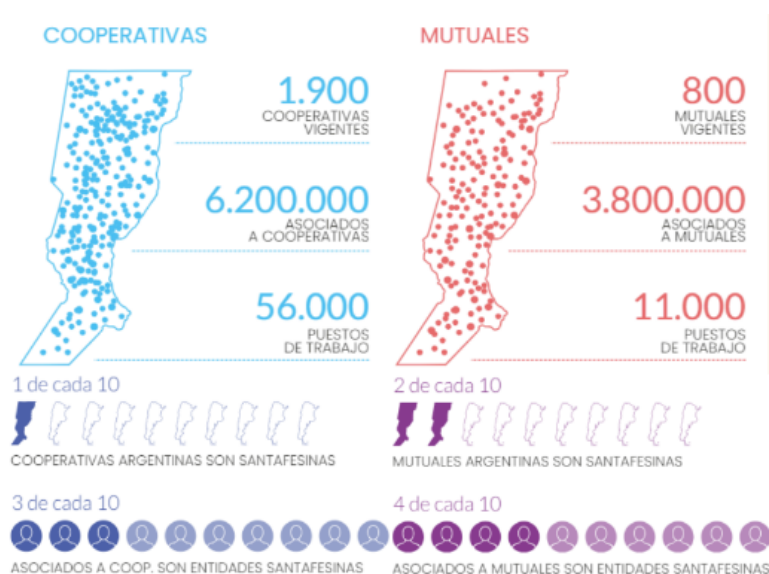 COOPERATIVAS
1.900
COOPERATIVAS
VIGENTES
6.200.000
ASOCIADOS
A COOPERATIVAS
56.000
PUESTOS
DE TRABAJO
1 de cada 10
COOPERATIVAS ARGENTINAS SON SANTAFESINAS
3 de cada 10
ASOCIADOS A COOP. SON ENTIDADES SANTAFESINAS
MUTUALES
800
MUTUALES
VIGENTES
3.800.000
ASOCIADOS
A MUTUALES
11.000
PUESTOS
DE TRABAJO
2 de cada 10
MUTUALES ARGENTINAS SON SANTAFESINAS
4 de cada 10
ASOCIADOS A MUTUALES SON ENTIDADES SANTAFESINAS